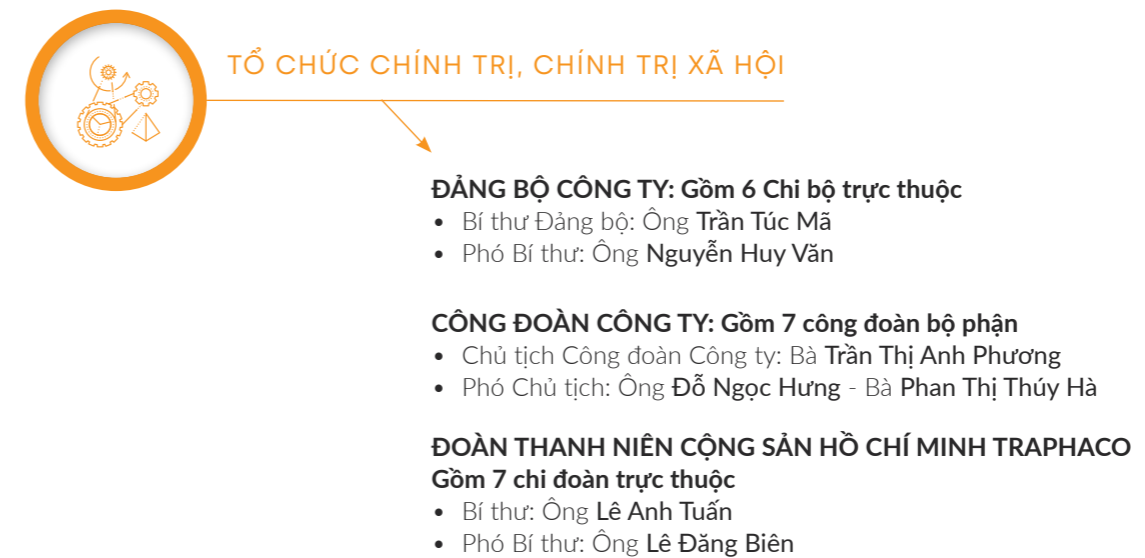 TỔ CHỨC CHÍNH TRỊ, CHÍNH TRỊ XÃ HỘI
ĐẢNG BỘ CÔNG TY: Gồm 6 Chi bộ trực thuộc
• Bí thư Đảng bộ: Ông Trần Túc Mã
• Phó Bí thư: Ông Nguyễn Huy Văn
CÔNG ĐOÀN CÔNG TY: Gồm 7 công đoàn bộ phận
• Chủ tịch Công đoàn Công ty: Bà Trần Thị Anh Phương
• Phó Chủ tịch: Ông Đỗ Ngọc Hưng - Bà Phan Thị Thúy Hà
ĐOÀN THANH NIÊN CỘNG SẢN HỒ CHÍ MINH TRAPHACO
Gồm 7 chi đoàn trực thuộc
• Bí thư: Ông Lê Anh Tuấn
• Phó Bí thư: Ông Lê Đăng Biên